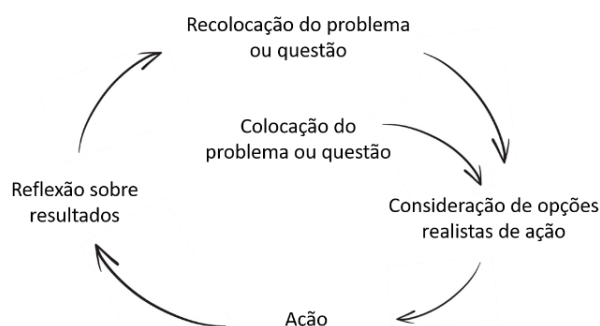 Recolocação do problema
ou questão
Colocação do
problema ou questão
Reflexão sobre
resultados
Consideração de opções
realistas de ação
Ação